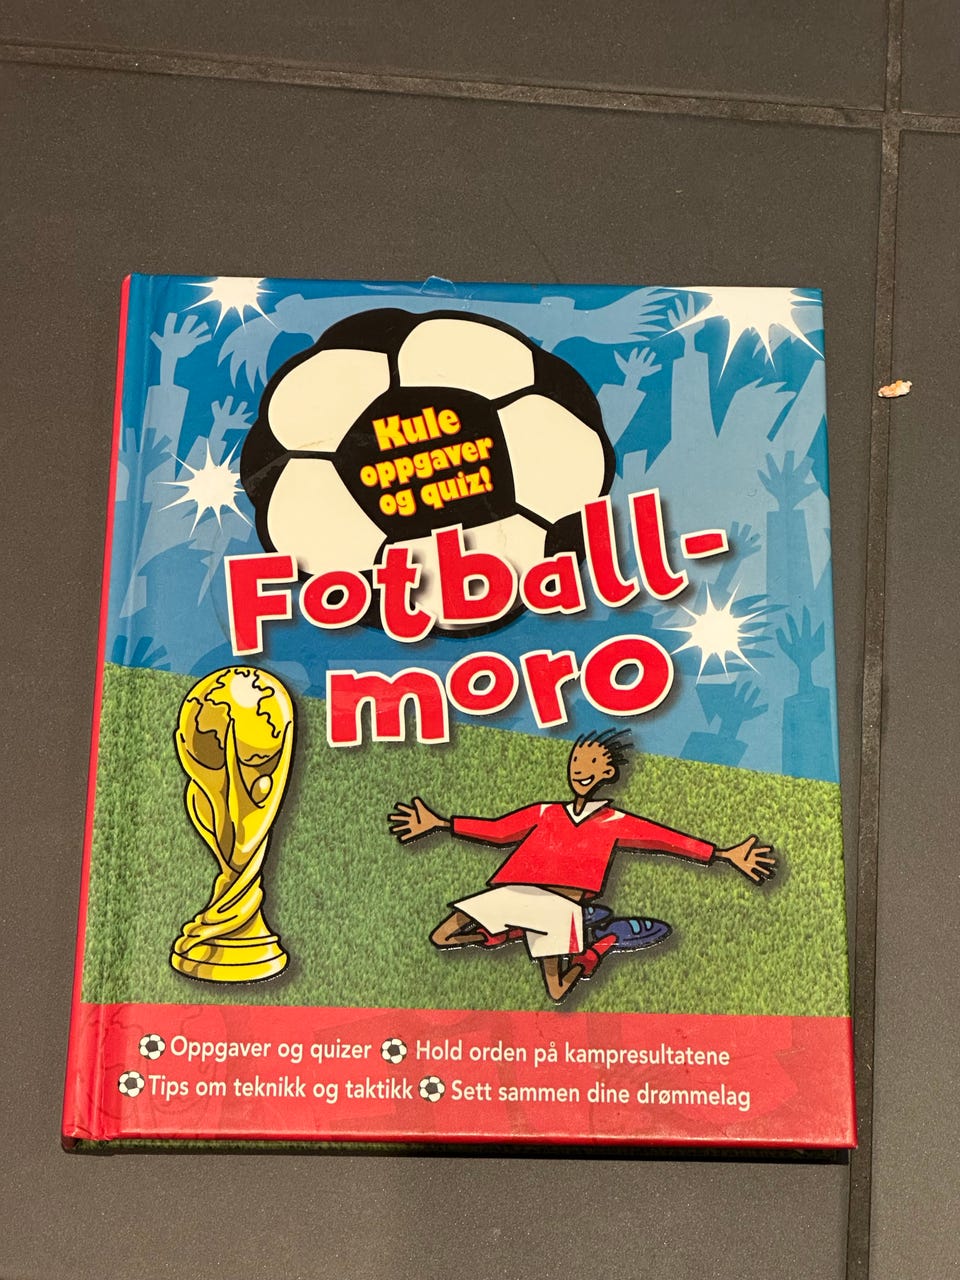 Kule
oppgaver
og quiz!
Fotball-
moro
Oppgaver og quizer Hold orden på kampresultatene
Tips om teknikk og taktikk Sett sammen dine drømmelag